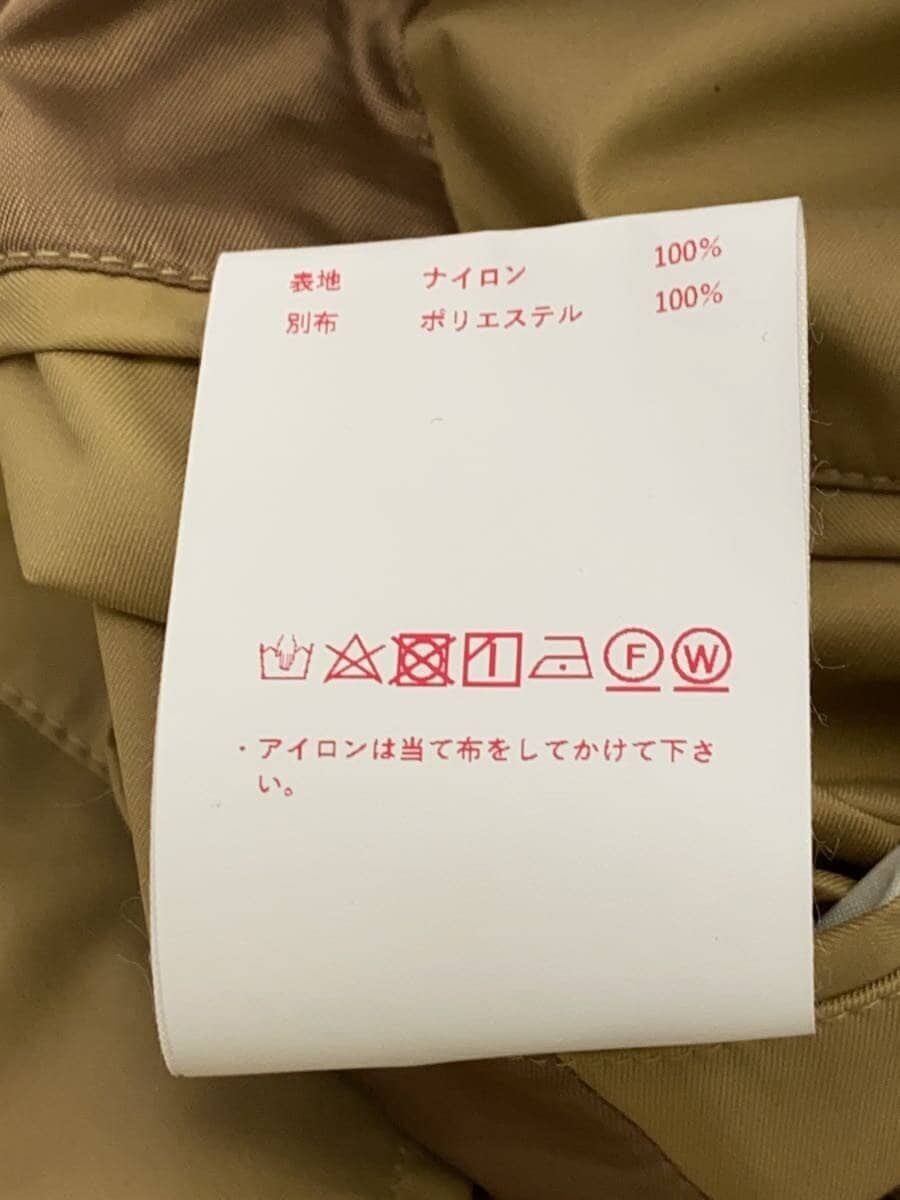 表地 ナイロン 100%
別布 ポリエステル 100%
F W
・アイロンは当て布をしてかけて下さ
い。